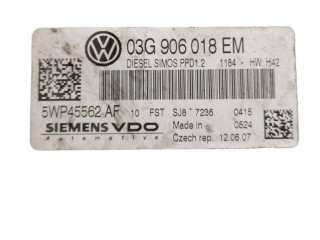 03G 906 018 EM
DIESEL SIMOS PPD1.2 1184 - HW.H42
5WP45562 AF 10 FST SJ8 * 7236 0415
SIEMENS VDO Made in 0524
Automotive Czech rep. 12.06.07